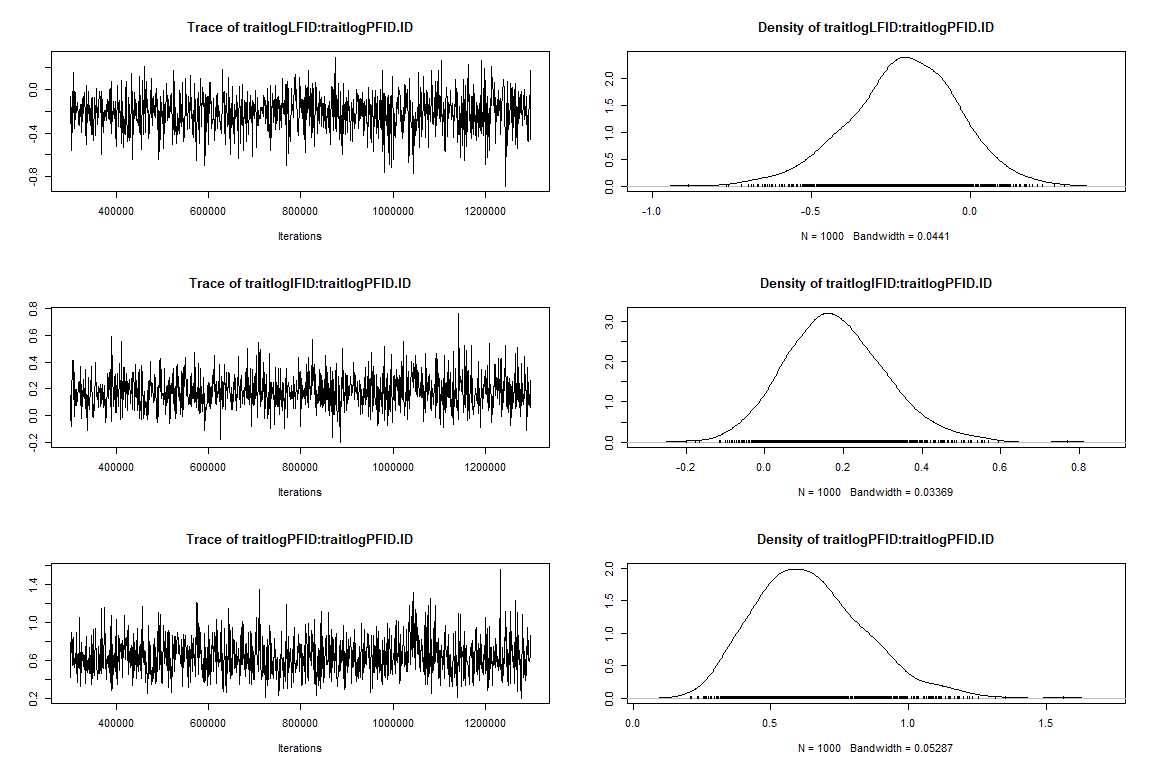 Trace of traitlogLFID:traitlogPFID.ID
-0.8 -0.4 0.0
400000 600000 800000 1000000 1200000
Iterations
Density of traitlogLFID:traitlogPFID.ID
0.0 0.5 1.0 1.5 2.0
-1.0 -0.5 0.0
N = 1000 Bandwidth = 0.0441
Trace of traitlogIFID:traitlogPFID.ID
-0.2 0.0 0.2 0.4 0.6 0.8
400000 600000 800000 1000000 1200000
Iterations
Density of traitlogIFID:traitlogPFID.ID
0.0 1.0 2.0 3.0
-0.2 0.0 0.2 0.4 0.6 0.8
N = 1000 Bandwidth = 0.03369
Trace of traitlogPFID:traitlogPFID.ID
0.2 0.6 1.0 1.4
400000 600000 800000 1000000 1200000
Iterations
Density of traitlogPFID:traitlogPFID.ID
0.0 0.5 1.0 1.5 2.0
0.0 0.5 1.0 1.5
N = 1000 Bandwidth = 0.05287